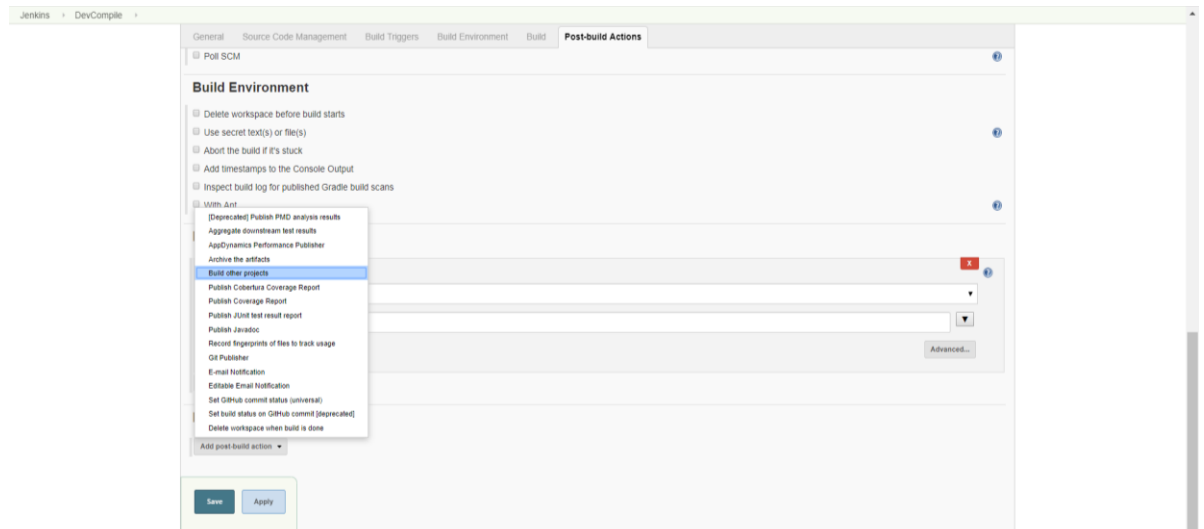 Jenkins › DevCompile ›
General Source Code Management Build Triggers Build Environment Build Post-build Actions
Poll SCM
Build Environment
Delete workspace before build starts
Use secret text(s) or file(s)
Abort the build if it's stuck
Add timestamps to the Console Output
Inspect build log for published Gradle build scans
With Ant
[Deprecated] Publish PMD analysis results
Aggregate downstream test results
AppDynamics Performance Publisher
Archive the artifacts
Build other projects
X
Publish Cobertura Coverage Report
Publish Coverage Report
Publish JUnit test result report
Publish Javadoc
Record fingerprints of files to track usage
Advanced...
Git Publisher
E-mail Notification
Editable Email Notification
Set GitHub commit status (universal)
Set build status on GitHub commit [deprecated]
Delete workspace when build is done
Add post-build action
Save Apply